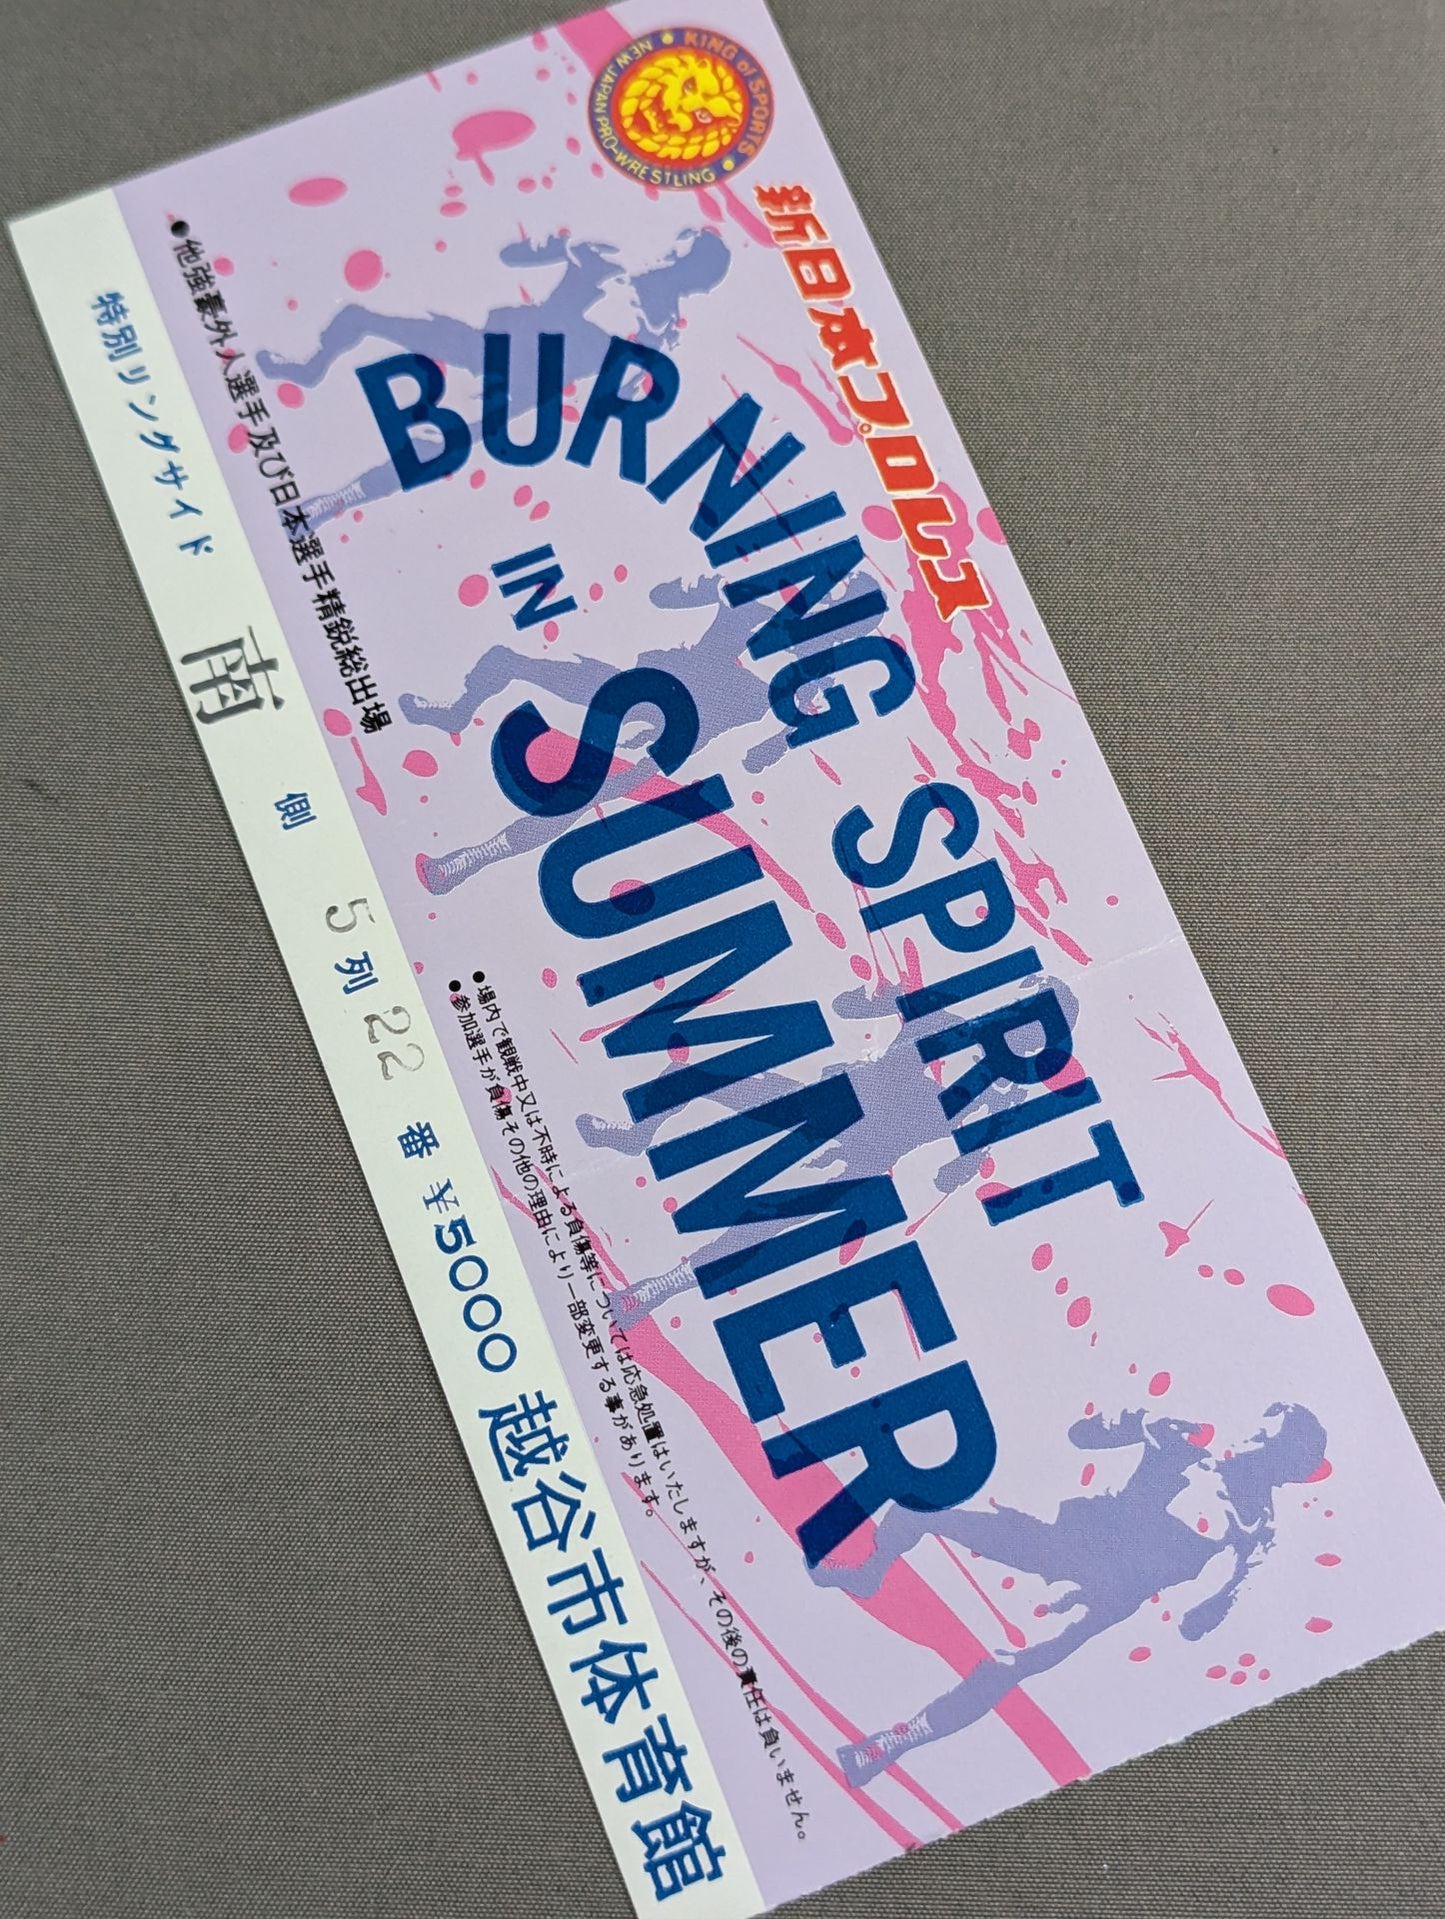 KING of SPORTS
NEW JAPAN PRO-WRESTLING
新日本プロレス
BURNING SPIRIT
IN
SUMMER
●他強豪外人選手及び日本選手精鋭総出場
●場内で観戦中又は不時による負傷等については応急処置はいたしますが、その後の責任は負いません。
●参加選手が負傷その他の理由により一部変更する事があります。
特別リングサイド 南 側 5 列 22 番 ¥5000 越谷市体育館